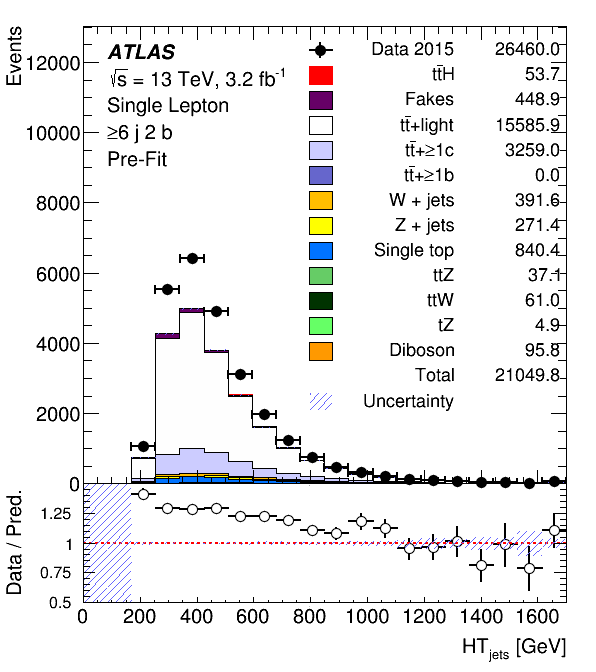 Events
12000
10000
8000
6000
4000
2000
0
ATLAS
√s = 13 TeV, 3.2 fb-1
Single Lepton
≥6 j 2 b
Pre-Fit
Data 2015 26460.0
tt̄H 53.7
Fakes 448.9
tt̄+light 15585.9
tt̄+≥1c 3259.0
tt̄+≥1b 0.0
W + jets 391.6
Z + jets 271.4
Single top 840.4
ttZ 37.1
ttW 61.0
tZ 4.9
Diboson 95.8
Total 21049.8
Uncertainty
Data / Pred.
1.25
1
0.75
0.5
0 200 400 600 800 1000 1200 1400 1600
HTjets [GeV]